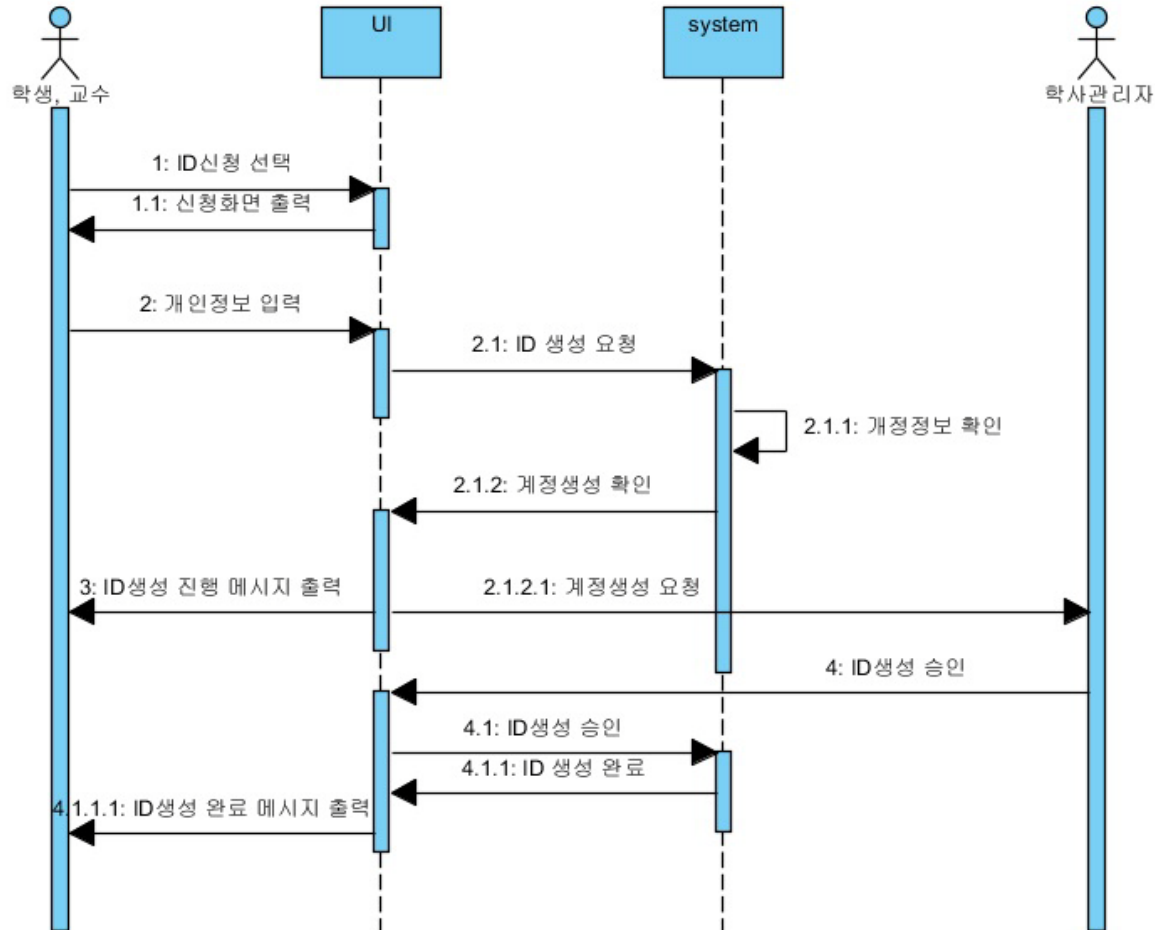 UI
system
학생, 교수
학사관리자
1: ID신청 선택
1.1: 신청화면 출력
2: 개인정보 입력
2.1: ID 생성 요청
2.1.1: 개정정보 확인
2.1.2: 계정생성 확인
3: ID생성 진행 메시지 출력
2.1.2.1: 계정생성 요청
4: ID생성 승인
4.1: ID생성 승인
4.1.1: ID 생성 완료
4.1.1.1: ID생성 완료 메시지 출력